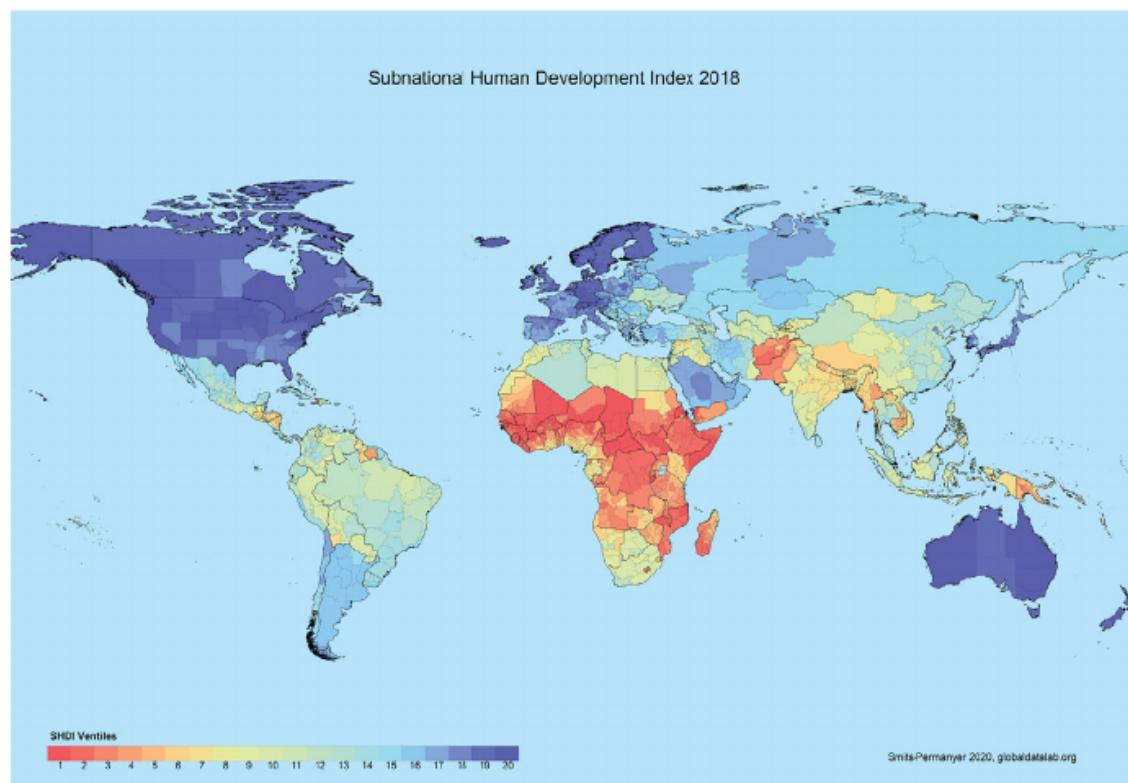 Subnational Human Development Index 2018
SHDI Ventiles
1 2 3 4 5 6 7 8 9 10 11 12 13 14 15 16 17 18 19 20
Smits-Permanyer 2020, globaldatalab.org